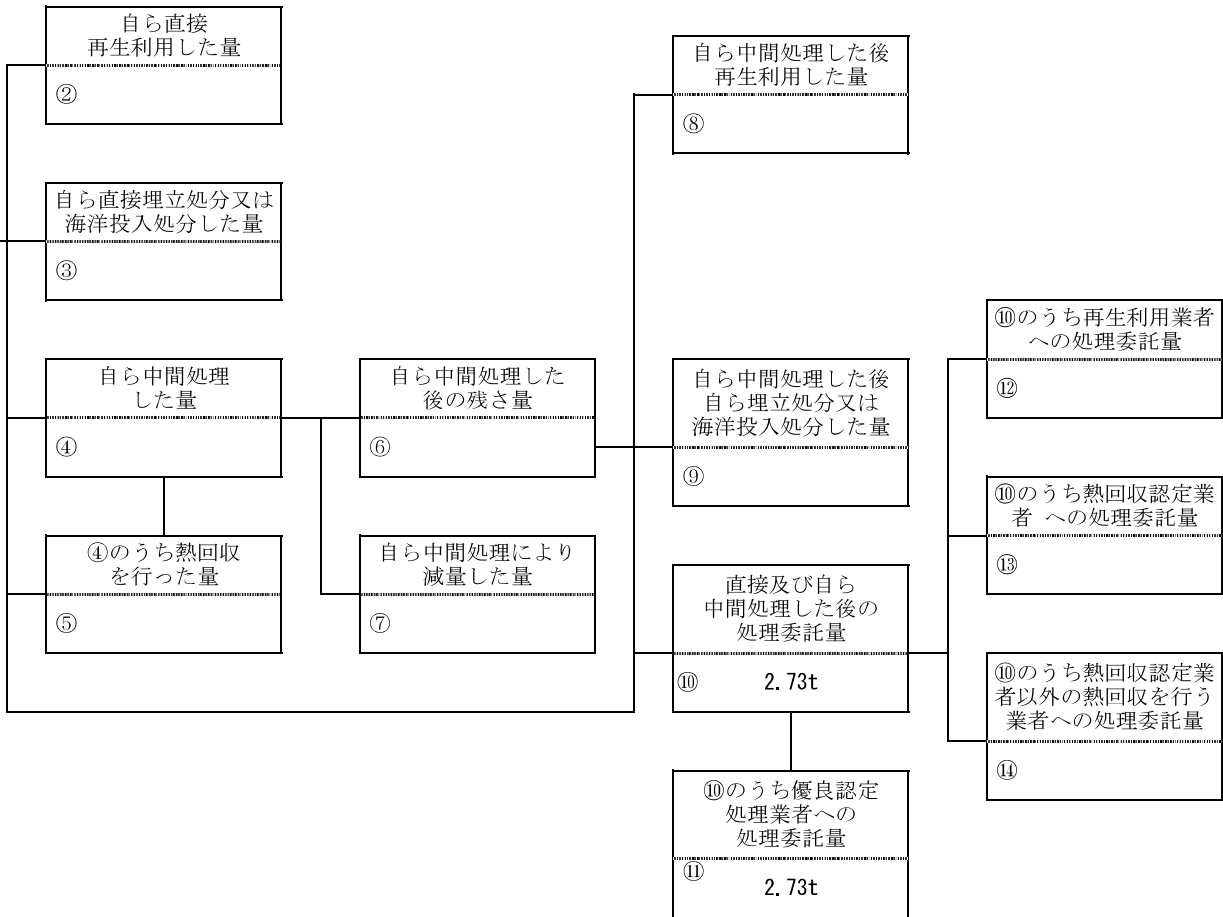 自ら直接
再生利用した量
②
自ら直接埋立処分又は
海洋投入処分した量
③
自ら中間処理
した量
④
④のうち熱回収
を行った量
⑤
自ら中間処理した
後の残さ量
⑥
自ら中間処理により
減量した量
⑦
自ら中間処理した後
再生利用した量
⑧
自ら中間処理した後
自ら埋立処分又は
海洋投入処分した量
⑨
直接及び自ら
中間処理した後の
処理委託量
⑩ 2.73t
⑩のうち優良認定
処理業者への
処理委託量
⑪ 2.73t
⑩のうち再生利用業者
への処理委託量
⑫
⑩のうち熱回収認定業
者 への処理委託量
⑬
⑩のうち熱回収認定業
者以外の熱回収を行う
業者への処理委託量
⑭